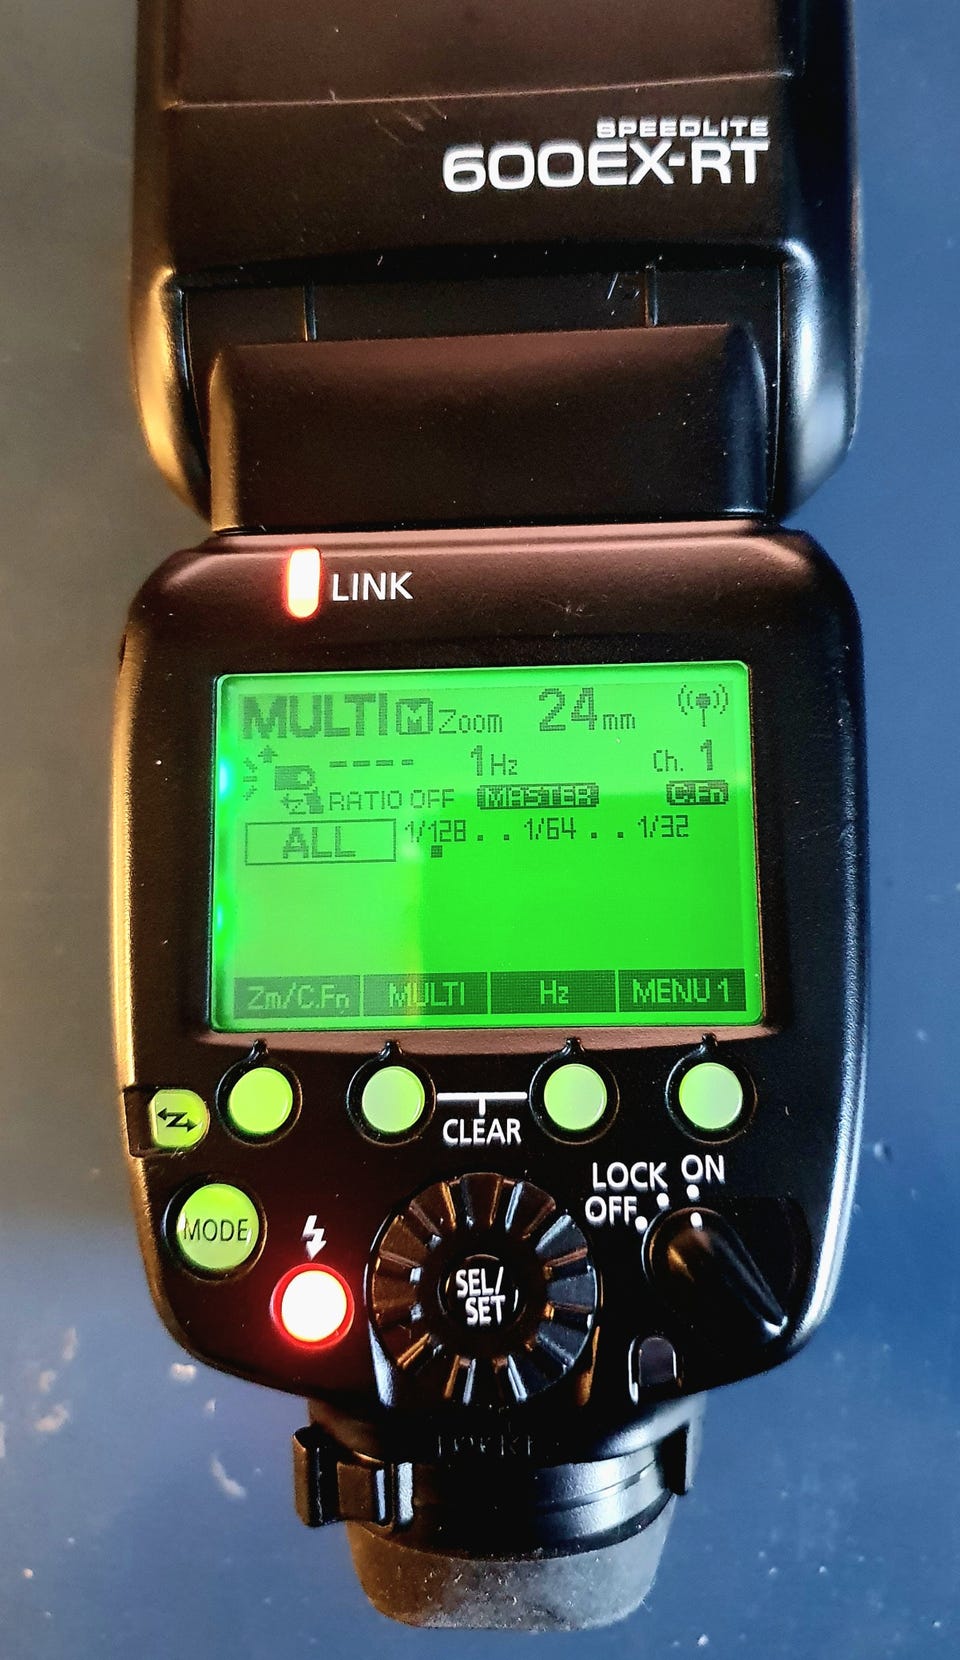 SPEEDLITE
600EX-RT
LINK
MULTI M Zoom 24mm
---- 1Hz Ch. 1
RATIO OFF MASTER C.Fn
ALL 1/128 . . 1/64 . . 1/32
Zm/C.Fn MULTI Hz MENU 1
CLEAR
LOCK ON
OFF
MODE
SEL/
SET